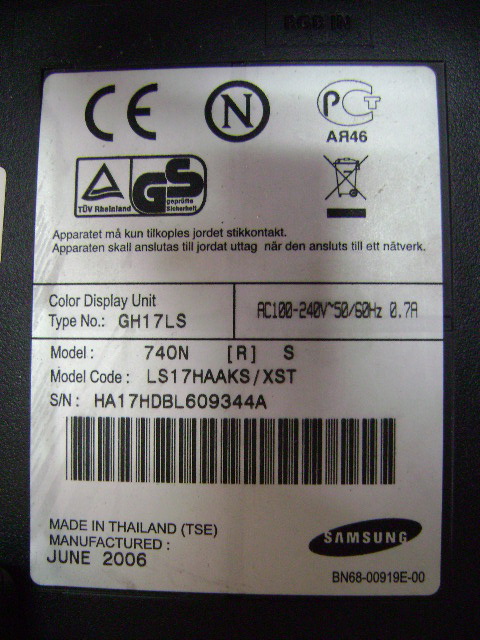 RGB IN
CE
N
PCT
АЯ46
TÜV Rheinland
GS
geprüfte
Sicherheit
Apparatet må kun tilkoples jordet stikkontakt.
Apparaten skall anslutas till jordat uttag när den ansluts till ett nätverk.
Color Display Unit
Type No.: GH17LS
AC100-240V~50/60Hz 0.7A
Model : 740N [R] S
Model Code : LS17HAAKS/XST
S/N : HA17HDBL609344A
MADE IN THAILAND (TSE)
MANUFACTURED :
JUNE 2006
SAMSUNG
BN68-00919E-00